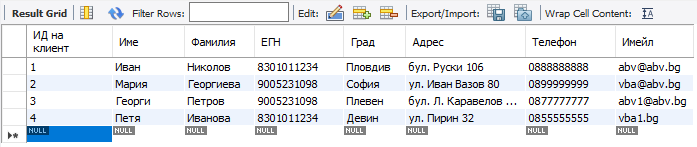 Result Grid Filter Rows: Edit: Export/Import: Wrap Cell Content:
ИД на клиент Име Фамилия ЕГН Град Адрес Телефон Имейл
1 Иван Николов 8301011234 Пловдив бул. Руски 106 0888888888 abv@abv.bg
2 Мария Георгиева 9005231098 София ул. Иван Вазов 80 0899999999 vba@abv.bg
3 Георги Петров 9005231098 Плевен бул. Л. Каравелов ... 0877777777 abv1@abv.bg
4 Петя Иванова 8301011234 Девин ул. Пирин 32 0855555555 vba1.bg
NULL NULL NULL NULL NULL NULL NULL NULL